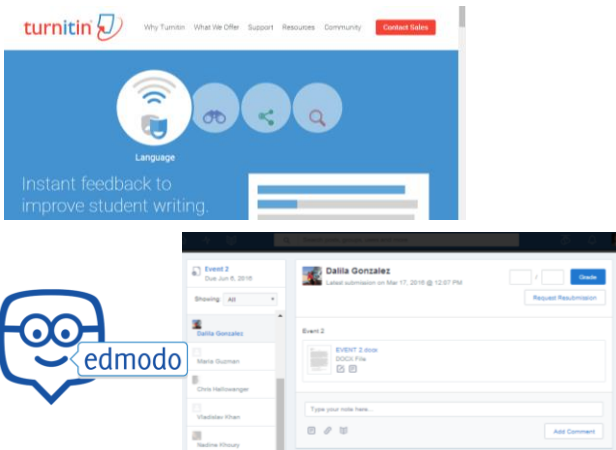 turnitin
Why Turnitin What We Offer Support Resources Community Contact Sales
Language
Instant feedback to
improve student writing.
edmodo
Event 2
Due Jun 6, 2016
Showing: All
Dalila Gonzalez
Maria Guzman
Chris Hellowenger
Vladislav Khan
Nadine Khoury
Dalila Gonzalez
Latest submission on Mar 17, 2016 @ 12:07 PM
/ Grade
Request Resubmission
Event 2
EVENT 2.docx
DOCX File
Type your note here...
Add Comment